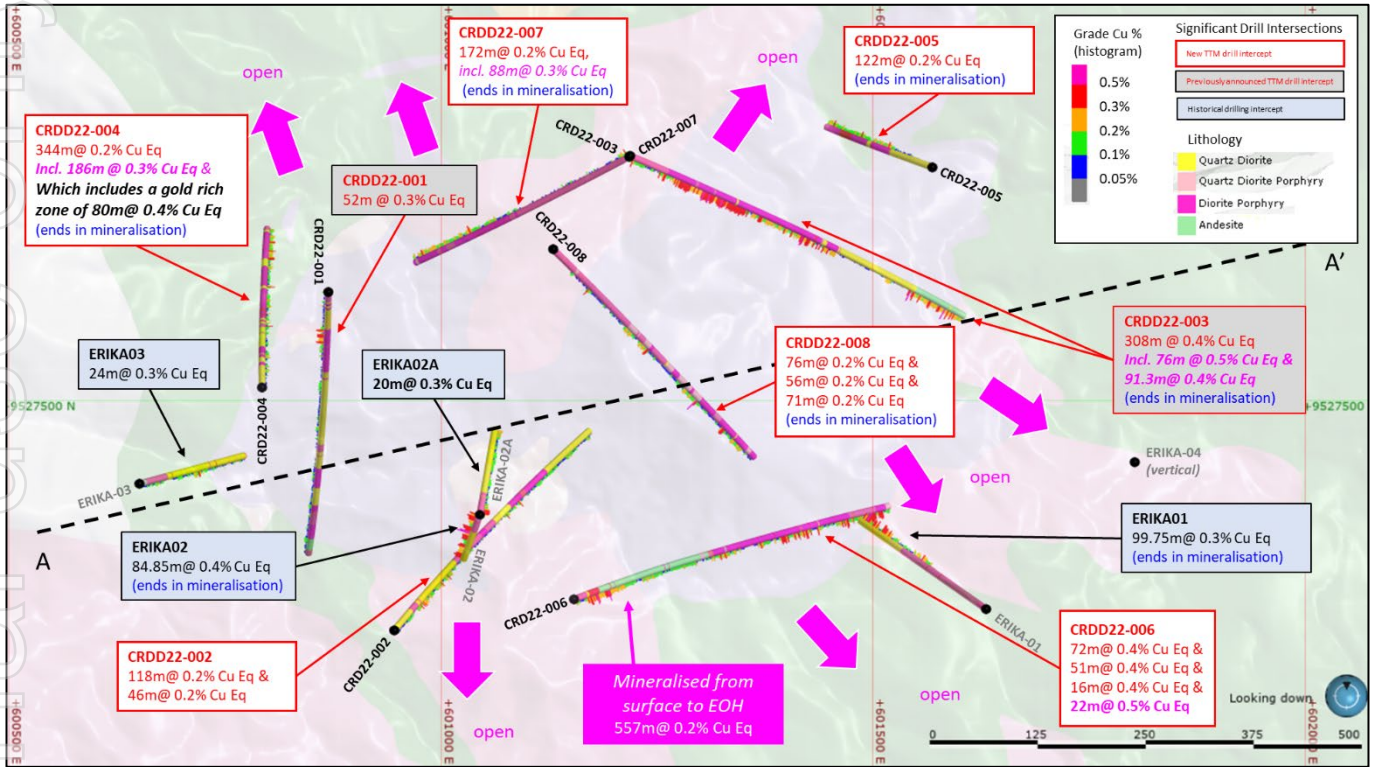 +600500 E
+601000 E
+601500 E
open
open
CRDD22-007
172m@ 0.2% Cu Eq,
incl. 88m@ 0.3% Cu Eq
(ends in mineralisation)
CRDD22-005
122m@ 0.2% Cu Eq
(ends in mineralisation)
Grade Cu %
(histogram)
0.5%
0.3%
0.2%
0.1%
0.05%
Significant Drill Intersections
New TTM drill intercept
Previously announced TTM drill intercept
Historical drilling intercept
Lithology
Quartz Diorite
Quartz Diorite Porphyry
Diorite Porphyry
Andesite
CRDD22-004
344m@ 0.2% Cu Eq
Incl. 186m @ 0.3% Cu Eq &
Which includes a gold rich
zone of 80m@ 0.4% Cu Eq
(ends in mineralisation)
CRDD22-001
52m @ 0.3% Cu Eq
CRD22-003
CRD22-007
CRD22-005
CRD22-001
CRD22-008
A'
ERIKA03
24m@ 0.3% Cu Eq
ERIKA02A
20m@ 0.3% Cu Eq
CRDD22-008
76m@ 0.2% Cu Eq &
56m@ 0.2% Cu Eq &
71m@ 0.2% Cu Eq
(ends in mineralisation)
CRDD22-003
308m @ 0.4% Cu Eq
Incl. 76m @ 0.5% Cu Eq &
91.3m@ 0.4% Cu Eq
(ends in mineralisation)
9527500 N
+9527500
CRD22-004
ERIKA-03
ERIKA-02A
ERIKA-04
(vertical)
open
A
ERIKA02
84.85m@ 0.4% Cu Eq
(ends in mineralisation)
ERIKA-02
ERIKA01
99.75m@ 0.3% Cu Eq
(ends in mineralisation)
CRD22-006
CRD22-002
ERIKA-01
CRDD22-002
118m@ 0.2% Cu Eq &
46m@ 0.2% Cu Eq
Mineralised from
surface to EOH
557m@ 0.2% Cu Eq
CRDD22-006
72m@ 0.4% Cu Eq &
51m@ 0.4% Cu Eq &
16m@ 0.4% Cu Eq &
22m@ 0.5% Cu Eq
open
open
Looking down
0 125 250 375 500
+600500 E
+601000 E
+601500 E
+602000 E